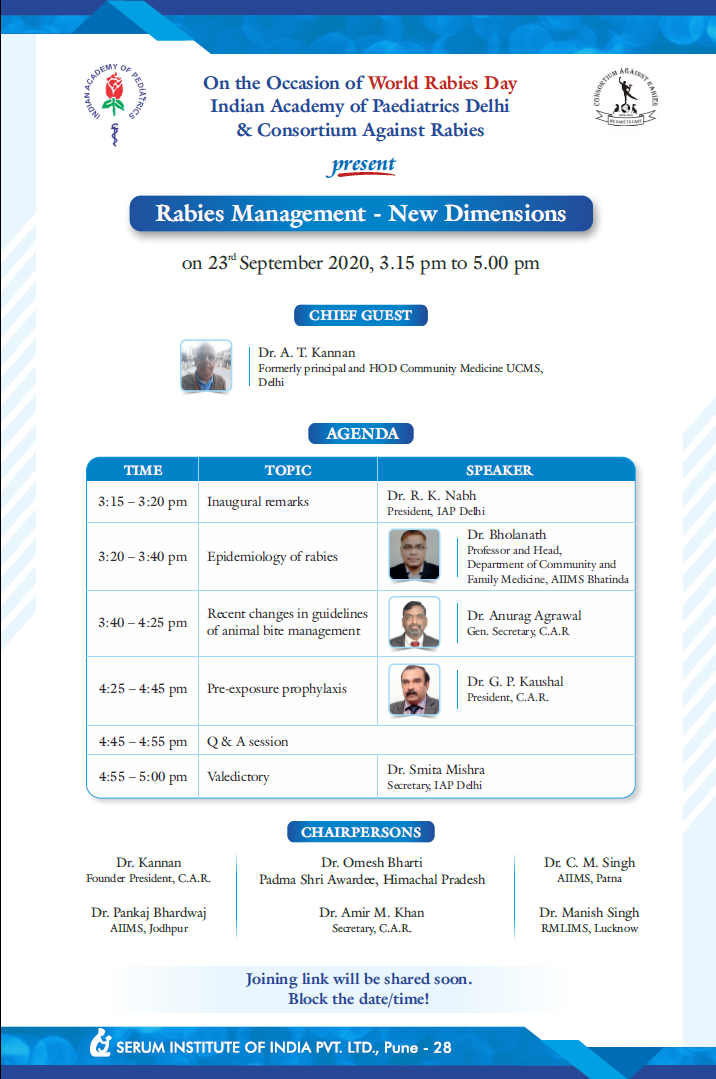 INDIAN ACADEMY OF PEDIATRICS
On the Occasion of World Rabies Day
Indian Academy of Paediatrics Delhi
& Consortium Against Rabies
CONSORTIUM AGAINST RABIES
present
Rabies Management - New Dimensions
on 23rd September 2020, 3.15 pm to 5.00 pm
CHIEF GUEST
Dr. A. T. Kannan
Formerly principal and HOD Community Medicine UCMS,
Delhi
AGENDA
TIME TOPIC SPEAKER
3:15 – 3:20 pm Inaugural remarks Dr. R. K. Nabh
President, IAP Delhi
3:20 – 3:40 pm Epidemiology of rabies Dr. Bholanath
Professor and Head,
Department of Community and
Family Medicine, AIIMS Bhatinda
3:40 – 4:25 pm Recent changes in guidelines
of animal bite management
Dr. Anurag Agrawal
Gen. Secretary, C.A.R
4:25 – 4:45 pm Pre-exposure prophylaxis Dr. G. P. Kaushal
President, C.A.R.
4:45 – 4:55 pm Q & A session
4:55 – 5:00 pm Valedictory Dr. Smita Mishra
Secretary, IAP Delhi
CHAIRPERSONS
Dr. Kannan
Founder President, C.A.R.
Dr. Pankaj Bhardwaj
AIIMS, Jodhpur
Dr. Omesh Bharti
Padma Shri Awardee, Himachal Pradesh
Dr. Amir M. Khan
Secretary, C.A.R.
Dr. C. M. Singh
AIIMS, Patna
Dr. Manish Singh
RMLIMS, Lucknow
Joining link will be shared soon.
Block the date/time!
SERUM INSTITUTE OF INDIA PVT. LTD., Pune - 28